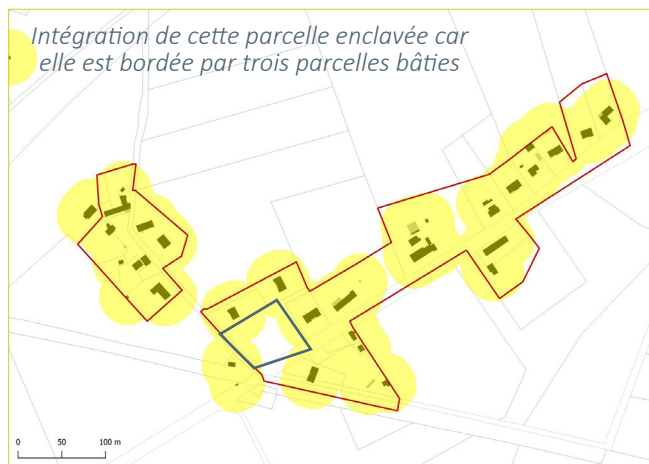 Intégration de cette parcelle enclavée car
elle est bordée par trois parcelles bâties
0 50 100 m